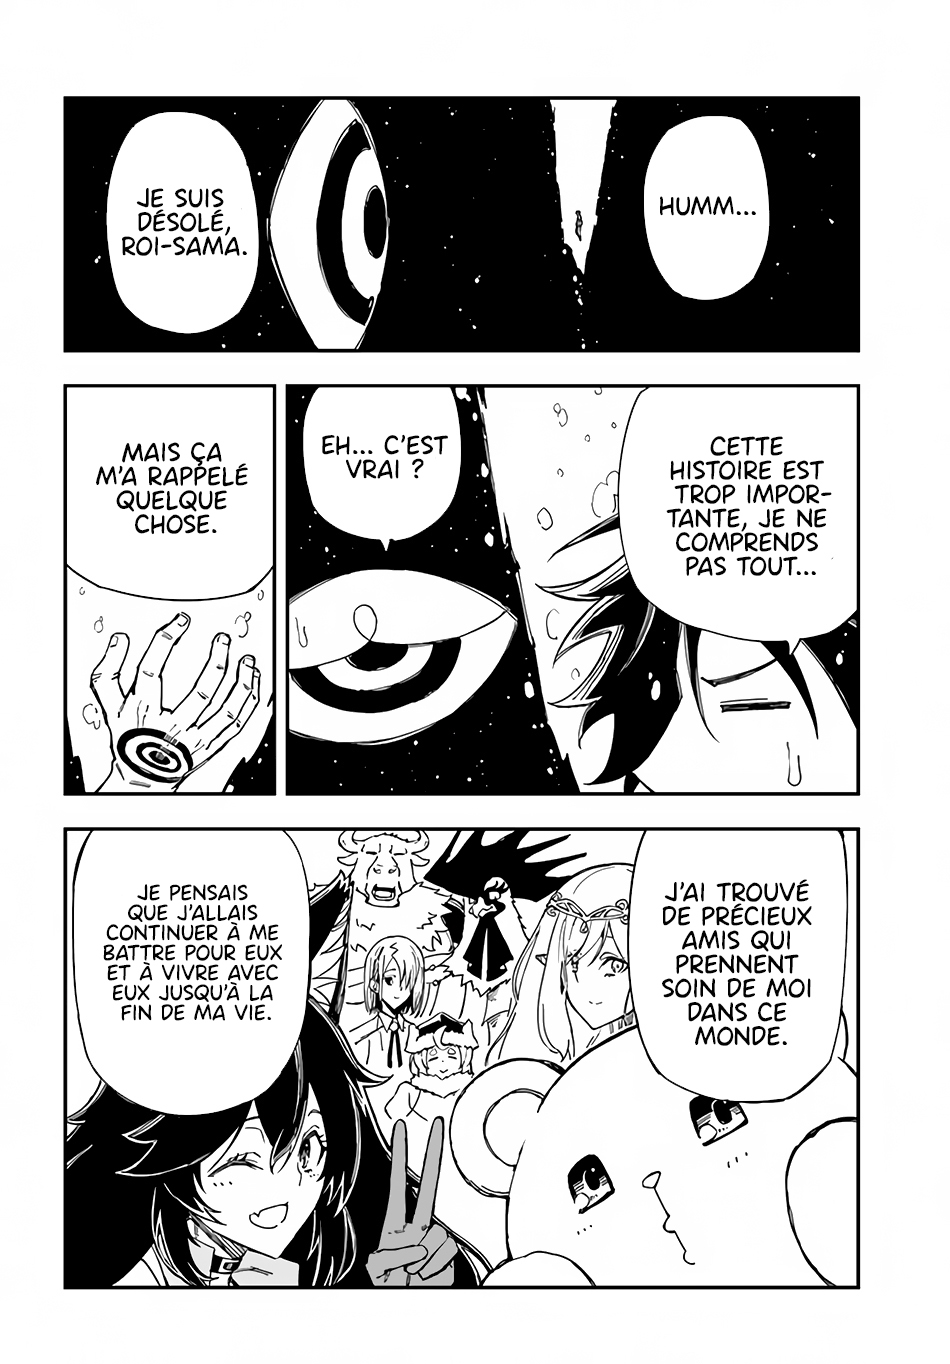 HUMM...
JE SUIS
DÉSOLÉ,
ROI-SAMA.
CETTE
HISTOIRE EST
TROP IMPOR-
TANTE, JE NE
COMPRENDS
PAS TOUT...
EH... C'EST
VRAI ?
MAIS ÇA
M'A RAPPELÉ
QUELQUE
CHOSE.
J'AI TROUVÉ
DE PRÉCIEUX
AMIS QUI
PRENNENT
SOIN DE MOI
DANS CE
MONDE.
JE PENSAIS
QUE J'ALLAIS
CONTINUER À ME
BATTRE POUR EUX
ET À VIVRE AVEC
EUX JUSQU'À LA
FIN DE MA VIE.